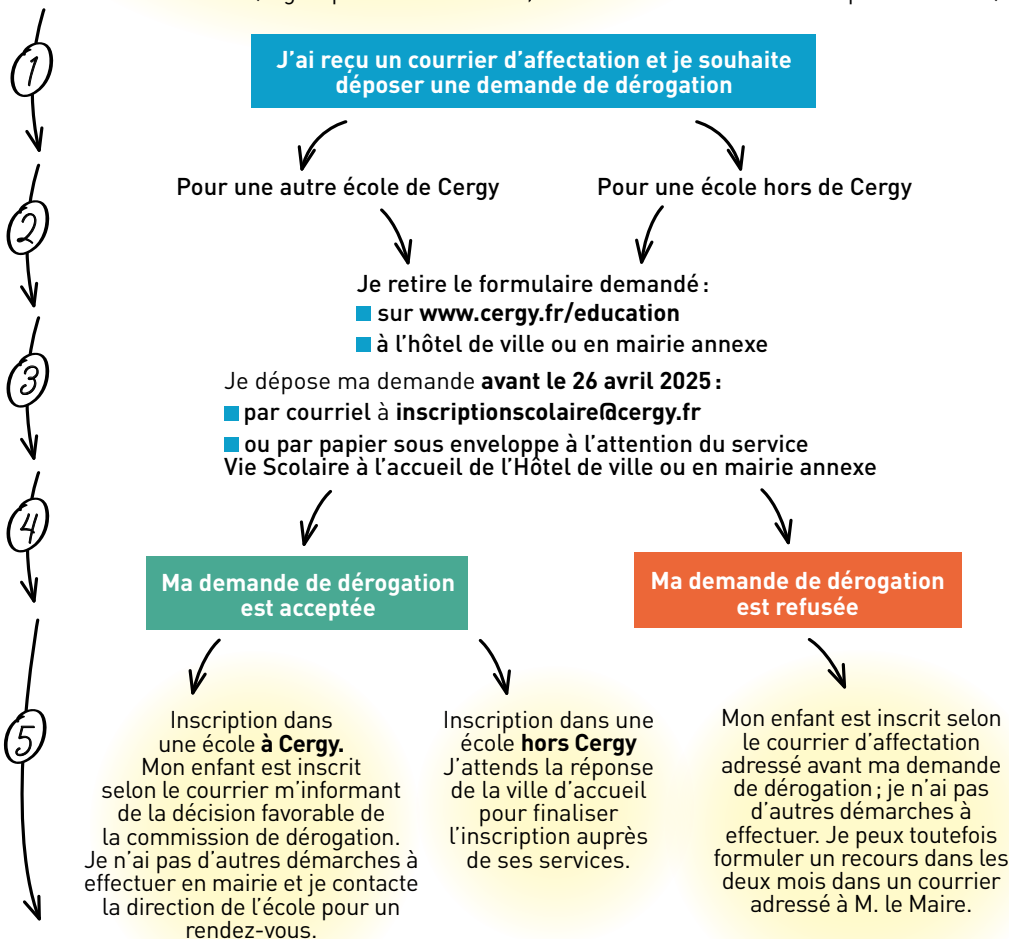 1
J'ai reçu un courrier d'affectation et je souhaite
déposer une demande de dérogation
Pour une autre école de Cergy
Pour une école hors de Cergy
2
Je retire le formulaire demandé :
sur www.cergy.fr/education
à l'hôtel de ville ou en mairie annexe
3
Je dépose ma demande avant le 26 avril 2025 :
par courriel à inscriptionscolaire@cergy.fr
ou par papier sous enveloppe à l'attention du service
Vie Scolaire à l'accueil de l'Hôtel de ville ou en mairie annexe
4
Ma demande de dérogation
est acceptée
Ma demande de dérogation
est refusée
5
Inscription dans
une école à Cergy.
Mon enfant est inscrit
selon le courrier m'informant
de la décision favorable de
la commission de dérogation.
Je n'ai pas d'autres démarches à
effectuer en mairie et je contacte
la direction de l'école pour un
rendez-vous.
Inscription dans une
école hors Cergy
J'attends la réponse
de la ville d'accueil
pour finaliser
l'inscription auprès
de ses services.
Mon enfant est inscrit selon
le courrier d'affectation
adressé avant ma demande
de dérogation ; je n'ai pas
d'autres démarches à
effectuer. Je peux toutefois
formuler un recours dans les
deux mois dans un courrier
adressé à M. le Maire.